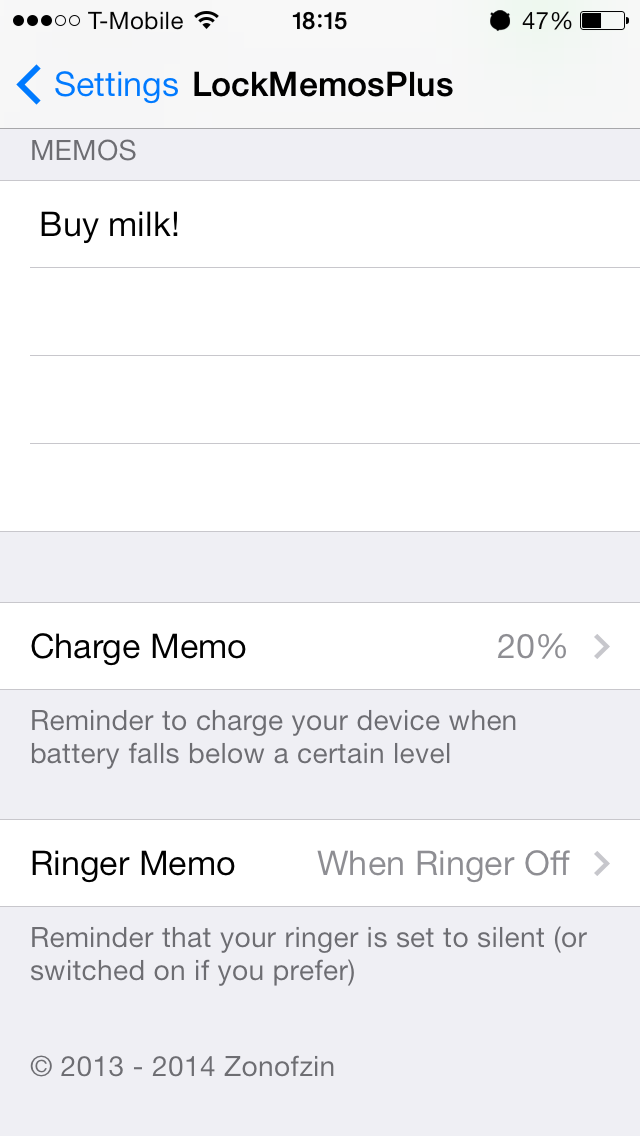 T-Mobile 18:15 47%
Settings LockMemosPlus
MEMOS
Buy milk!
Charge Memo 20%
Reminder to charge your device when
battery falls below a certain level
Ringer Memo When Ringer Off
Reminder that your ringer is set to silent (or
switched on if you prefer)
© 2013 - 2014 Zonofzin